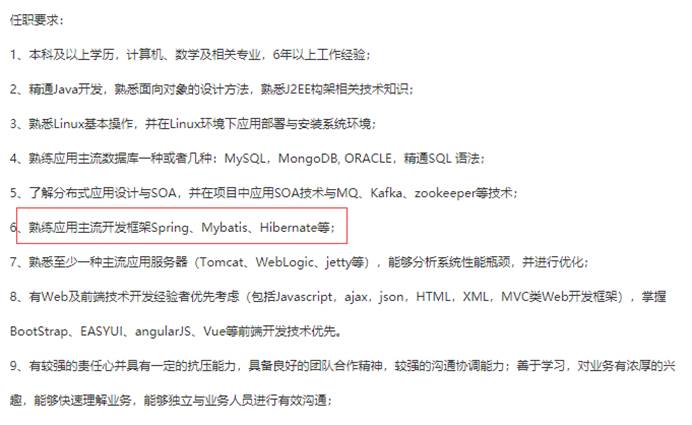 任职要求：
1、本科及以上学历，计算机、数学及相关专业，6年以上工作经验；
2、精通Java开发，熟悉面向对象的设计方法，熟悉J2EE构架相关技术知识；
3、熟悉Linux基本操作，并在Linux环境下应用部署与安装系统环境；
4、熟练应用主流数据库一种或者几种：MySQL，MongoDB, ORACLE，精通SQL 语法；
5、了解分布式应用设计与SOA，并在项目中应用SOA技术与MQ、Kafka、zookeeper等技术；
6、熟练应用主流开发框架Spring、Mybatis、Hibernate等；
7、熟悉至少一种主流应用服务器（Tomcat、WebLogic、jetty等），能够分析系统性能瓶颈，并进行优化；
8、有Web及前端技术开发经验者优先考虑（包括Javascript，ajax，json，HTML，XML，MVC类Web开发框架），掌握
BootStrap、EASYUI、angularJS、Vue等前端开发技术优先。
9、有较强的责任心并具有一定的抗压能力，具备良好的团队合作精神，较强的沟通协调能力；善于学习，对业务有浓厚的兴
趣，能够快速理解业务，能够独立与业务人员进行有效沟通；